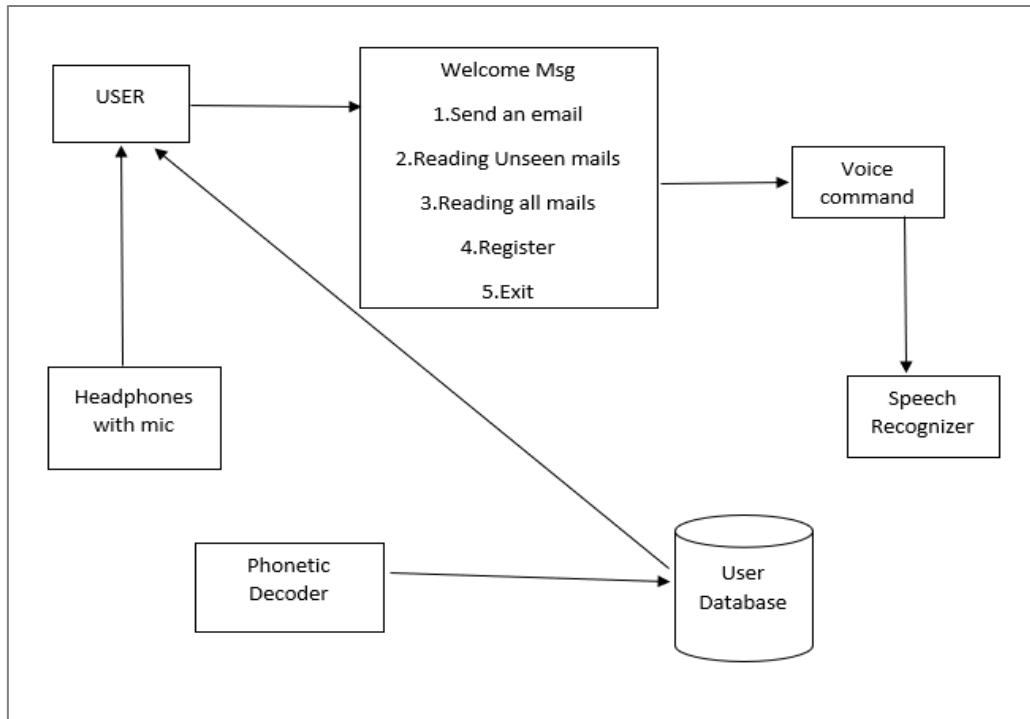 USER
Welcome Msg
1.Send an email
2.Reading Unseen mails
3.Reading all mails
4.Register
5.Exit
Voice
command
Headphones
with mic
Speech
Recognizer
Phonetic
Decoder
User
Database